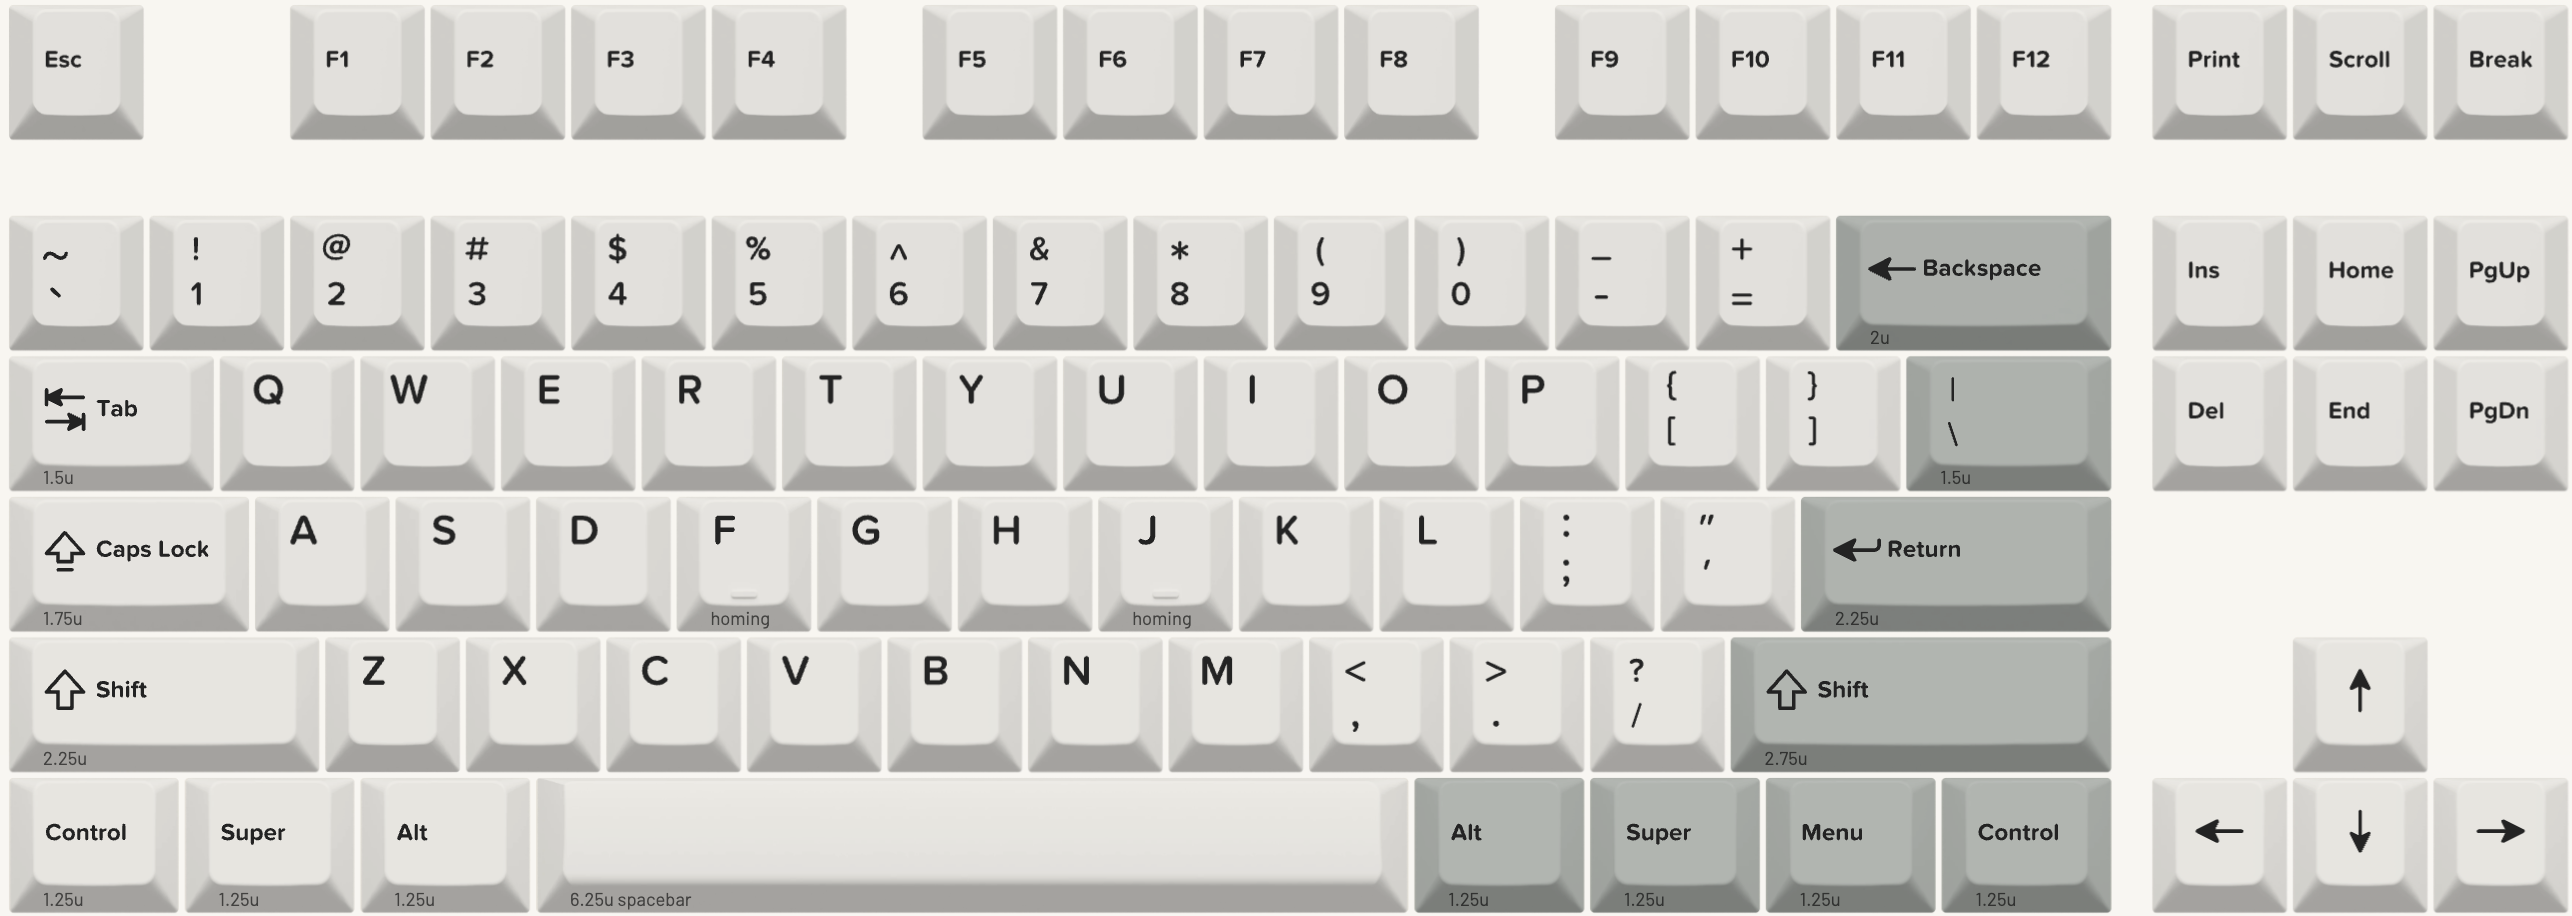 Esc F1 F2 F3 F4 F5 F6 F7 F8 F9 F10 F11 F12 Print Scroll Break
~ ! @ # $ % ^ & * ( ) _ +
` 1 2 3 4 5 6 7 8 9 0 - = ← Backspace Ins Home PgUp
2u
Tab Q W E R T Y U I O P { } |
[ ] \ Del End PgDn
1.5u 1.5u
Caps Lock A S D F G H J K L : " Return
; '
1.75u homing homing 2.25u
Shift Z X C V B N M < > ? Shift ↑
, . /
2.25u 2.75u
Control Super Alt Alt Super Menu Control ← ↓ →
1.25u 1.25u 1.25u 6.25u spacebar 1.25u 1.25u 1.25u 1.25u